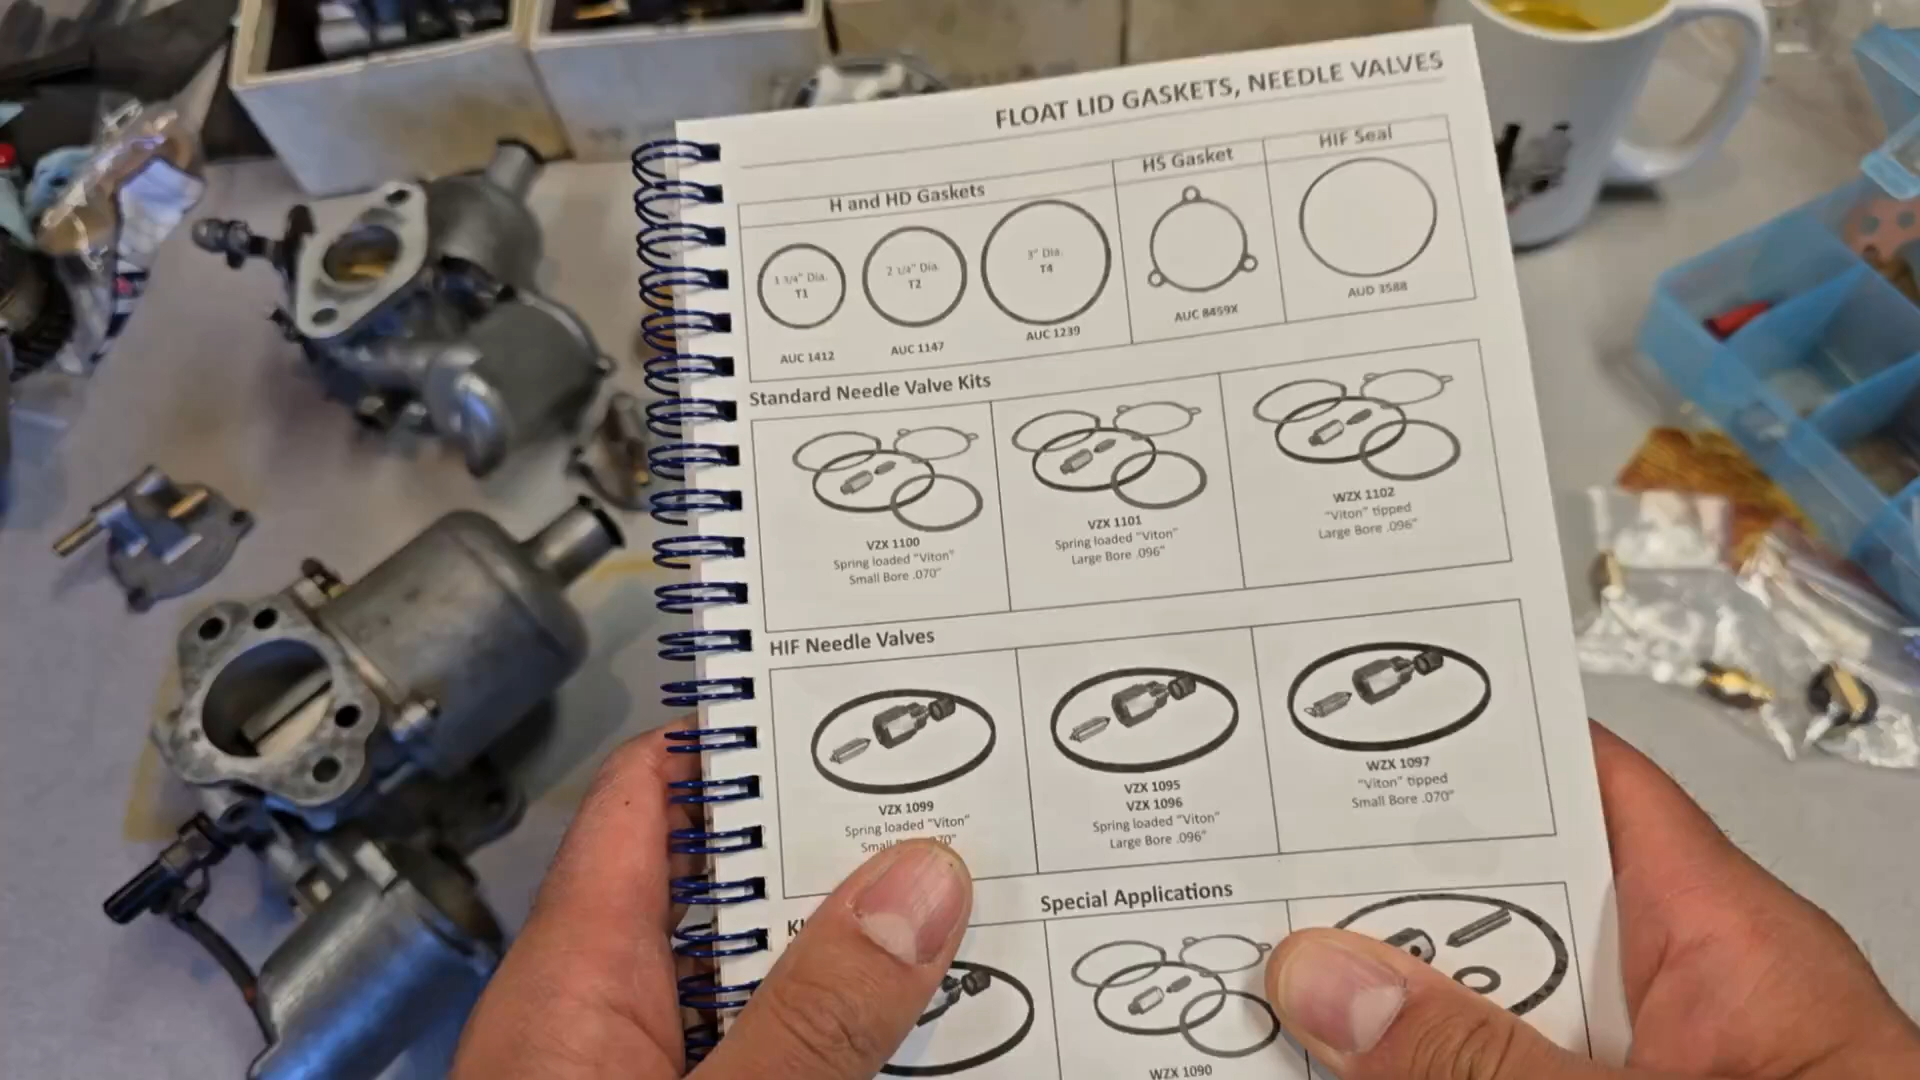 FLOAT LID GASKETS, NEEDLE VALVES
H and HD Gaskets
HS Gasket
HIF Seal
1 3/4" Dia.
T1
2 1/4" Dia.
T2
3" Dia.
T4
AUC 1412
AUC 1147
AUC 1239
AUC 8459X
AUD 3588
Standard Needle Valve Kits
VZX 1100
Spring loaded "Viton"
Small Bore .070"
VZX 1101
Spring loaded "Viton"
Large Bore .096"
WZX 1102
"Viton" tipped
Large Bore .096"
HIF Needle Valves
VZX 1099
Spring loaded "Viton"
VZX 1095
VZX 1096
Spring loaded "Viton"
Large Bore .096"
WZX 1097
"Viton" tipped
Small Bore .070"
Special Applications
WZX 1090